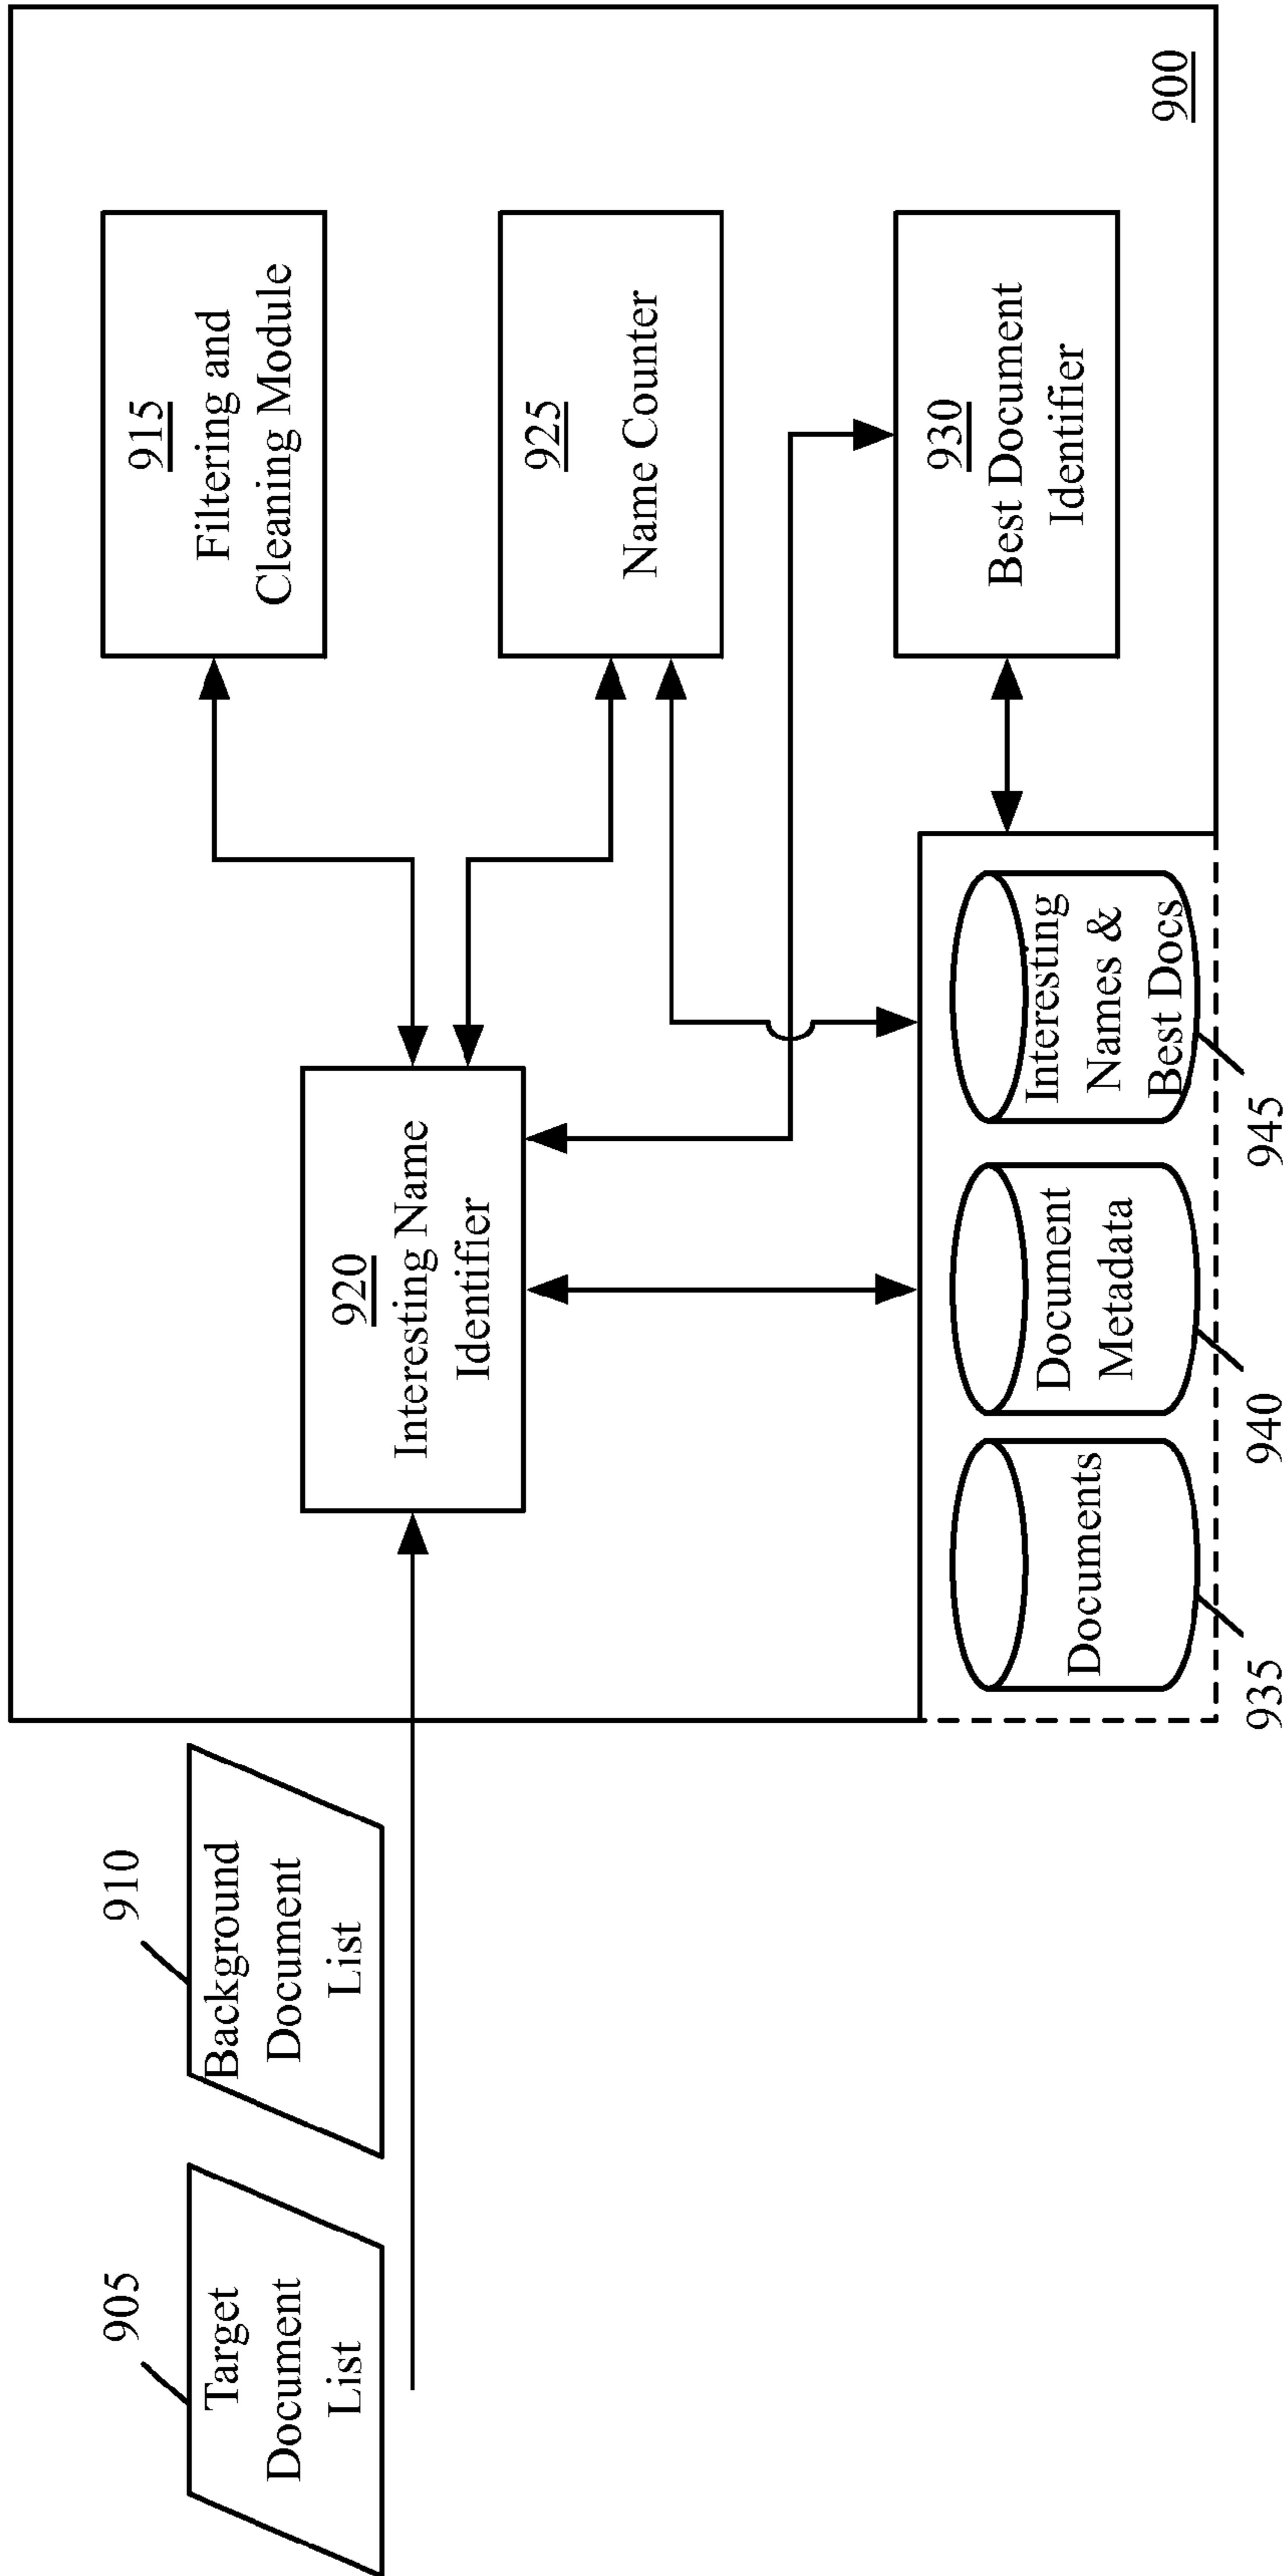 905
Target
Document
List
910
Background
Document
List
920
Interesting Name
Identifier
915
Filtering and
Cleaning Module
925
Name Counter
930
Best Document
Identifier
Documents
935
Document
Metadata
940
Interesting
Names &
Best Docs
945
900